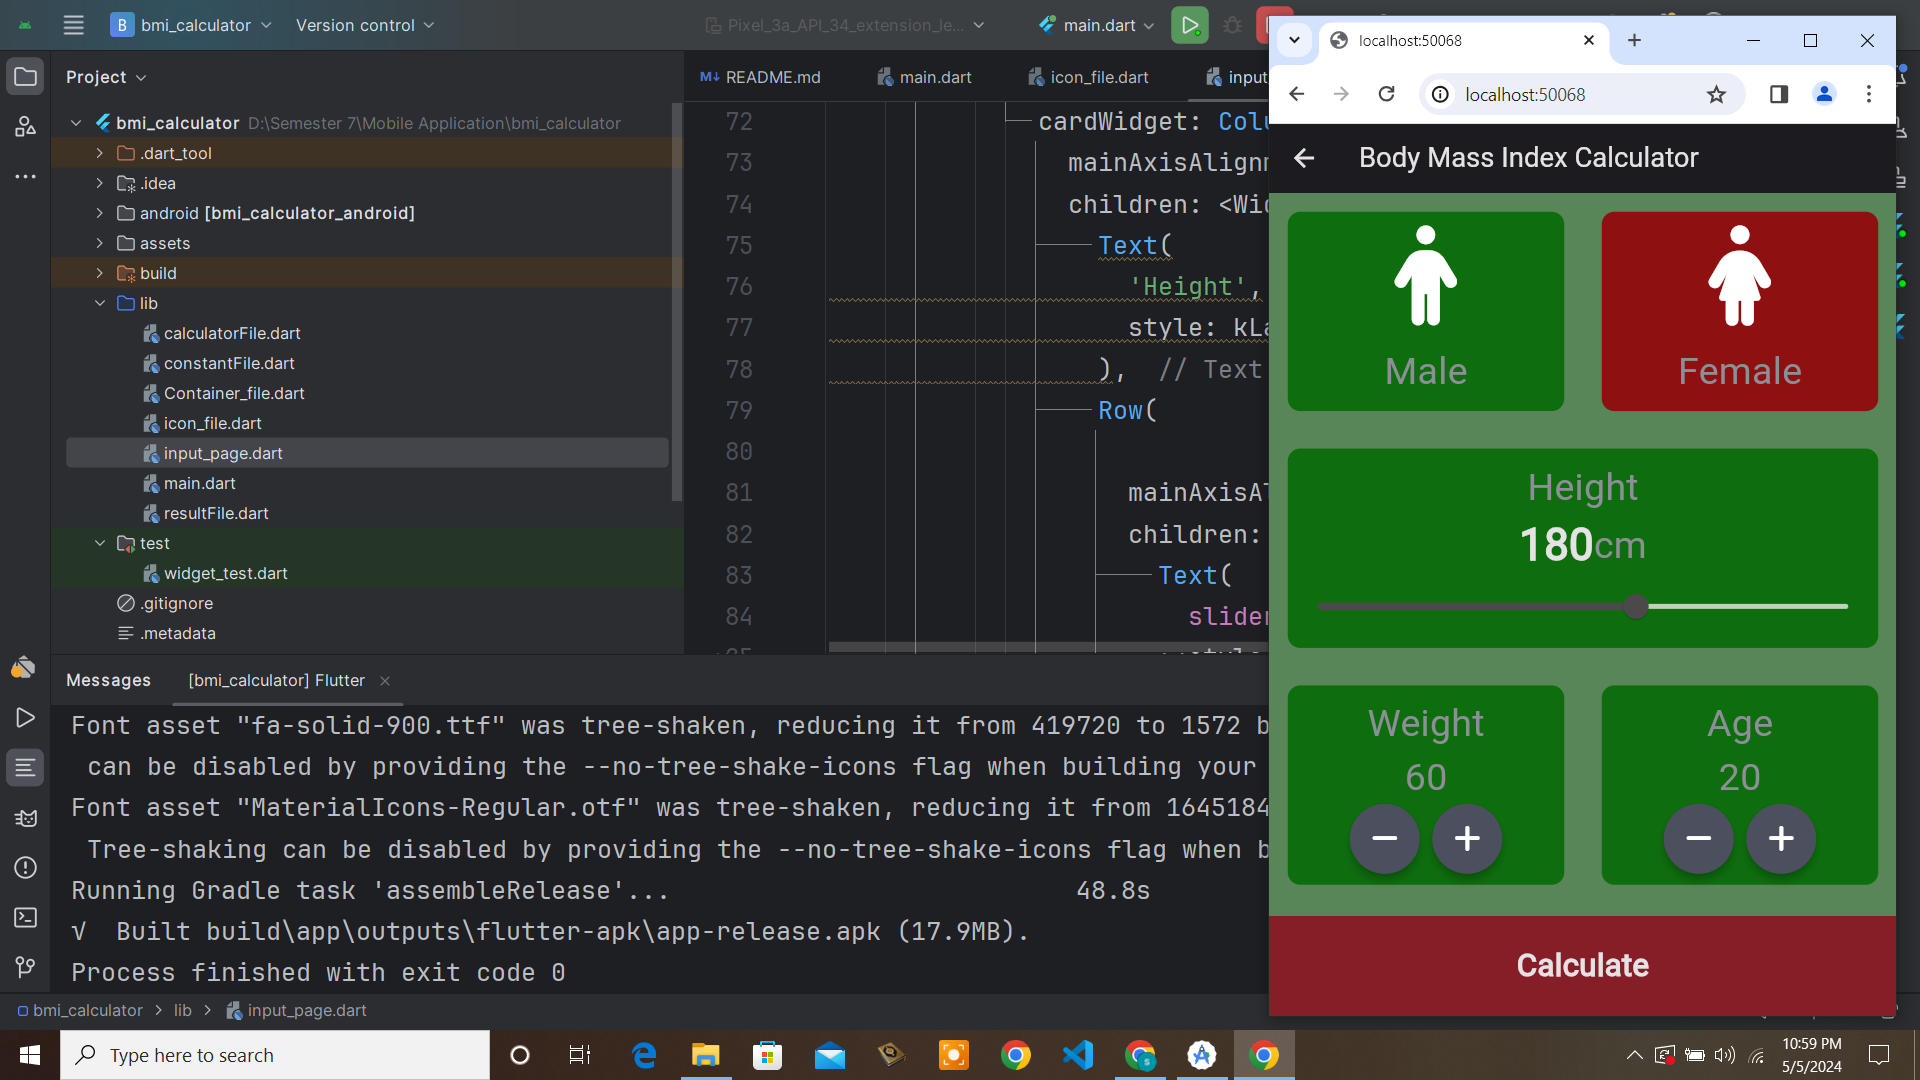 B bmi_calculator
Version control
Pixel_3a_API_34_extension_le...
main.dart
Project
bmi_calculator D:\Semester 7\Mobile Application\bmi_calculator
.dart_tool
.idea
android [bmi_calculator_android]
assets
build
lib
calculatorFile.dart
constantFile.dart
Container_file.dart
icon_file.dart
input_page.dart
main.dart
resultFile.dart
test
widget_test.dart
.gitignore
.metadata
M↓ README.md
main.dart
icon_file.dart
input
72 cardWidget: Colu
73 mainAxisAlignm
74 children: <Wid
75 Text(
76 'Height',
77 style: kLa
78 ), // Text
79 Row(
80
81 mainAxisAl
82 children:
83 Text(
84 slider
Messages
[bmi_calculator] Flutter
Font asset "fa-solid-900.ttf" was tree-shaken, reducing it from 419720 to 1572 b
can be disabled by providing the --no-tree-shake-icons flag when building your
Font asset "MaterialIcons-Regular.otf" was tree-shaken, reducing it from 1645184
Tree-shaking can be disabled by providing the --no-tree-shake-icons flag when b
Running Gradle task 'assembleRelease'... 48.8s
√ Built build\app\outputs\flutter-apk\app-release.apk (17.9MB).
Process finished with exit code 0
bmi_calculator > lib > input_page.dart
localhost:50068
localhost:50068
Body Mass Index Calculator
Male
Female
Height
180cm
Weight
60
Age
20
Calculate
Type here to search
10:59 PM
5/5/2024